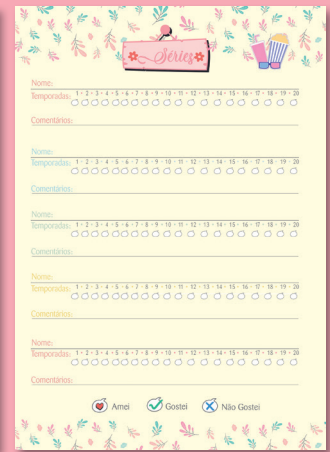 Séries
Nome:
Temporadas: 1 - 2 - 3 - 4 - 5 - 6 - 7 - 8 - 9 - 10 - 11 - 12 - 13 - 14 - 15 - 16 - 17 - 18 - 19 - 20
Comentários:
Nome:
Temporadas: 1 - 2 - 3 - 4 - 5 - 6 - 7 - 8 - 9 - 10 - 11 - 12 - 13 - 14 - 15 - 16 - 17 - 18 - 19 - 20
Comentários:
Nome:
Temporadas: 1 - 2 - 3 - 4 - 5 - 6 - 7 - 8 - 9 - 10 - 11 - 12 - 13 - 14 - 15 - 16 - 17 - 18 - 19 - 20
Comentários:
Nome:
Temporadas: 1 - 2 - 3 - 4 - 5 - 6 - 7 - 8 - 9 - 10 - 11 - 12 - 13 - 14 - 15 - 16 - 17 - 18 - 19 - 20
Comentários:
Nome:
Temporadas: 1 - 2 - 3 - 4 - 5 - 6 - 7 - 8 - 9 - 10 - 11 - 12 - 13 - 14 - 15 - 16 - 17 - 18 - 19 - 20
Comentários:
Amei Gostei Não Gostei